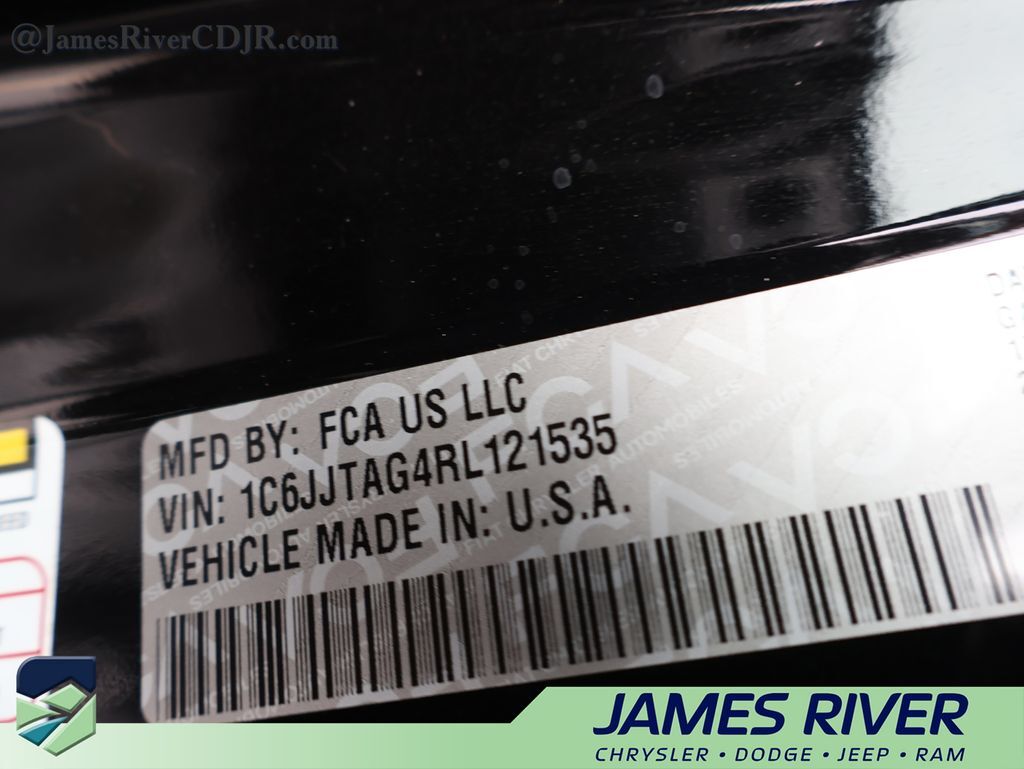 @JamesRiverCDJR.com
MFD BY: FCA US LLC
VIN: 1C6JJTAG4RL121535
VEHICLE MADE IN: U.S.A.
JAMES RIVER
CHRYSLER • DODGE • JEEP • RAM